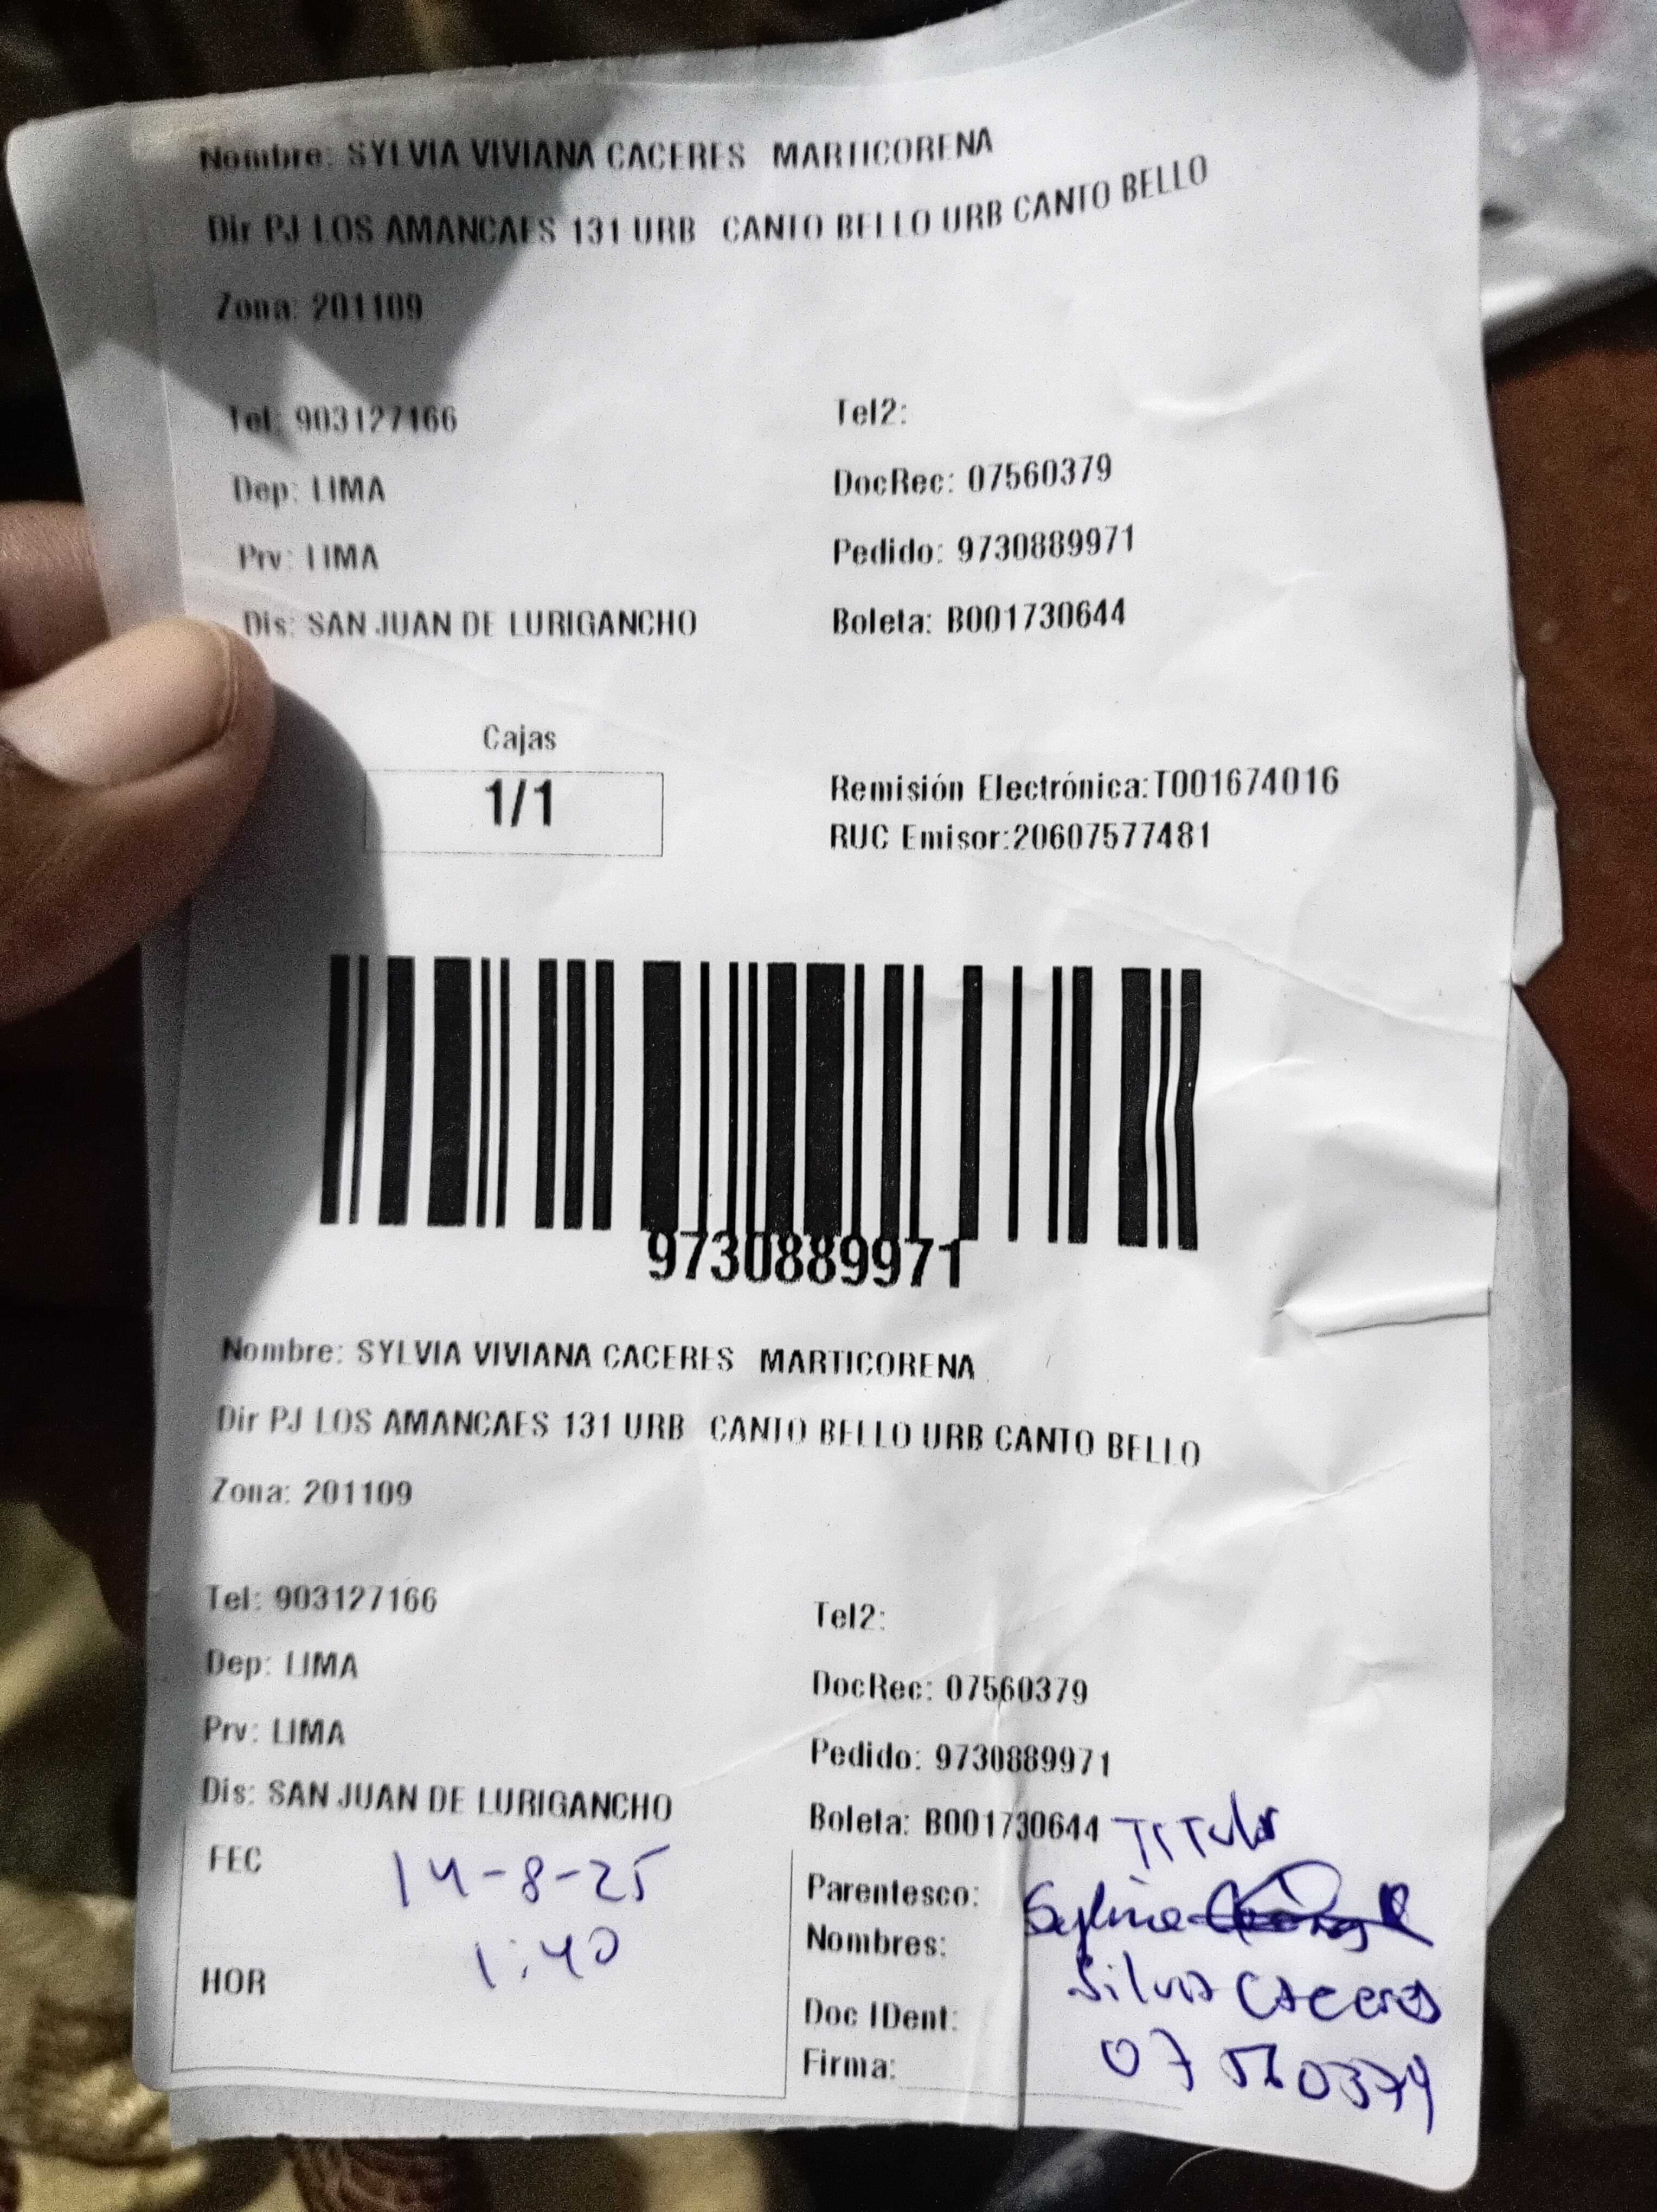 Nombre: SYLVIA VIVIANA CACERES MARTICORENA
Dir PJ LOS AMANCAES 131 URB CANTO BELLO URB CANTO BELLO
Zona: 201109
Tel: 903127166 Tel2:
Dep: LIMA DocRec: 07560379
Prv: LIMA Pedido: 9730889971
Dis: SAN JUAN DE LURIGANCHO Boleta: B001730644
Cajas
1/1
Remisión Electrónica:T001674016
RUC Emisor:20607577481
9730889971
Nombre: SYLVIA VIVIANA CACERES MARTICORENA
Dir PJ LOS AMANCAES 131 URB CANTO BELLO URB CANTO BELLO
Zona: 201109
Tel: 903127166 Tel2:
Dep: LIMA DocRec: 07560379
Prv: LIMA Pedido: 9730889971
Dis: SAN JUAN DE LURIGANCHO Boleta: B001730644 Titular
FEC 14-8-25 Parentesco:
Nombres: Silvia Caceres
HOR 1:40
Doc IDent: 07560379
Firma: